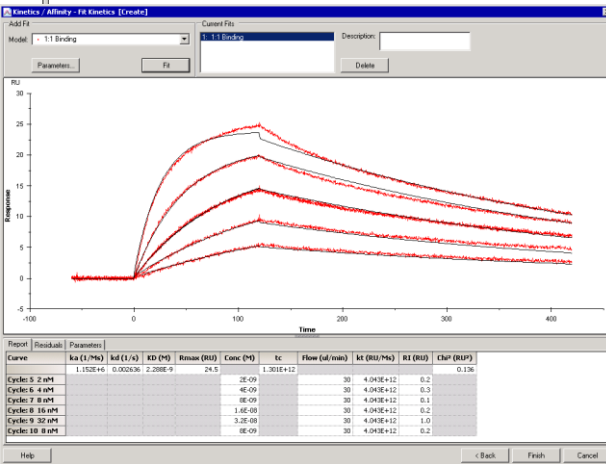 Kinetics / Affinity - Fit Kinetics [Create]
Add Fit
Current Fits
Model: - 1:1 Binding
1: 1:1 Binding
Description:
Parameters...
Fit
Delete
RU
30
25
20
15
10
5
0
-5
-100 0 100 200 300 400
Response
Time
Report Residuals Parameters
Curve ka (1/Ms) kd (1/s) KD (M) Rmax (RU) Conc (M) tc Flow (ul/min) kt (RU/Ms) RI (RU) Chi² (RU²)
1.152E+6 0.002636 2.288E-9 24.5 1.301E+12 0.136
Cycle: 5 2 nM 2E-09 30 4.043E+12 0.2
Cycle: 6 4 nM 4E-09 30 4.043E+12 0.3
Cycle: 7 8 nM 8E-09 30 4.043E+12 0.1
Cycle: 8 16 nM 1.6E-08 30 4.043E+12 0.2
Cycle: 9 32 nM 3.2E-08 30 4.043E+12 1.0
Cycle: 10 8 nM 8E-09 30 4.043E+12 0.2
Help
< Back
Finish
Cancel